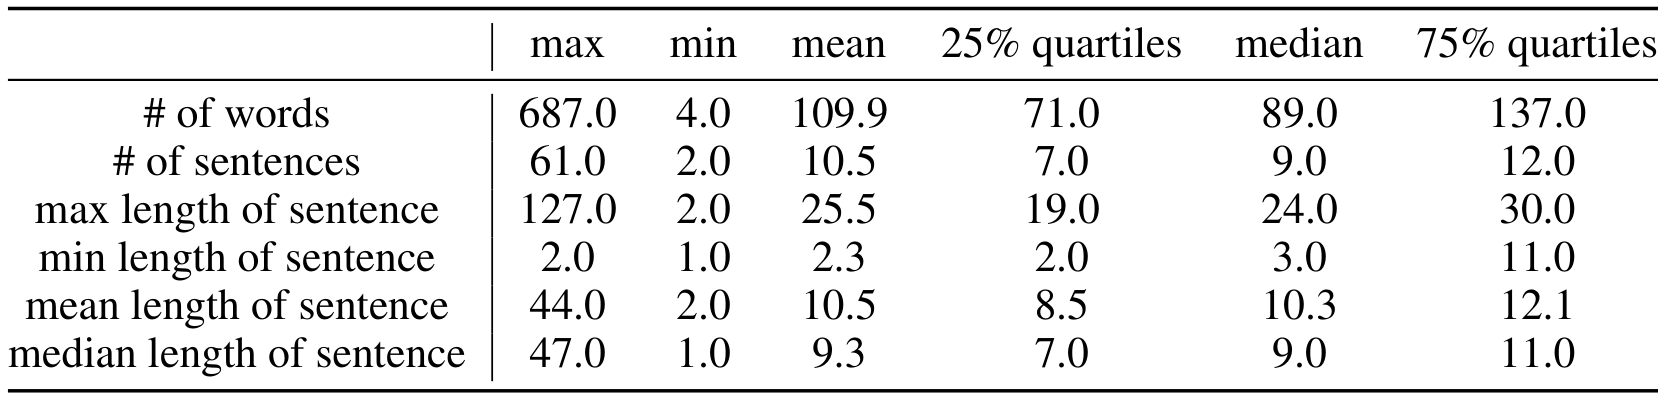 max min mean 25% quartiles median 75% quartiles
# of words 687.0 4.0 109.9 71.0 89.0 137.0
# of sentences 61.0 2.0 10.5 7.0 9.0 12.0
max length of sentence 127.0 2.0 25.5 19.0 24.0 30.0
min length of sentence 2.0 1.0 2.3 2.0 3.0 11.0
mean length of sentence 44.0 2.0 10.5 8.5 10.3 12.1
median length of sentence 47.0 1.0 9.3 7.0 9.0 11.0